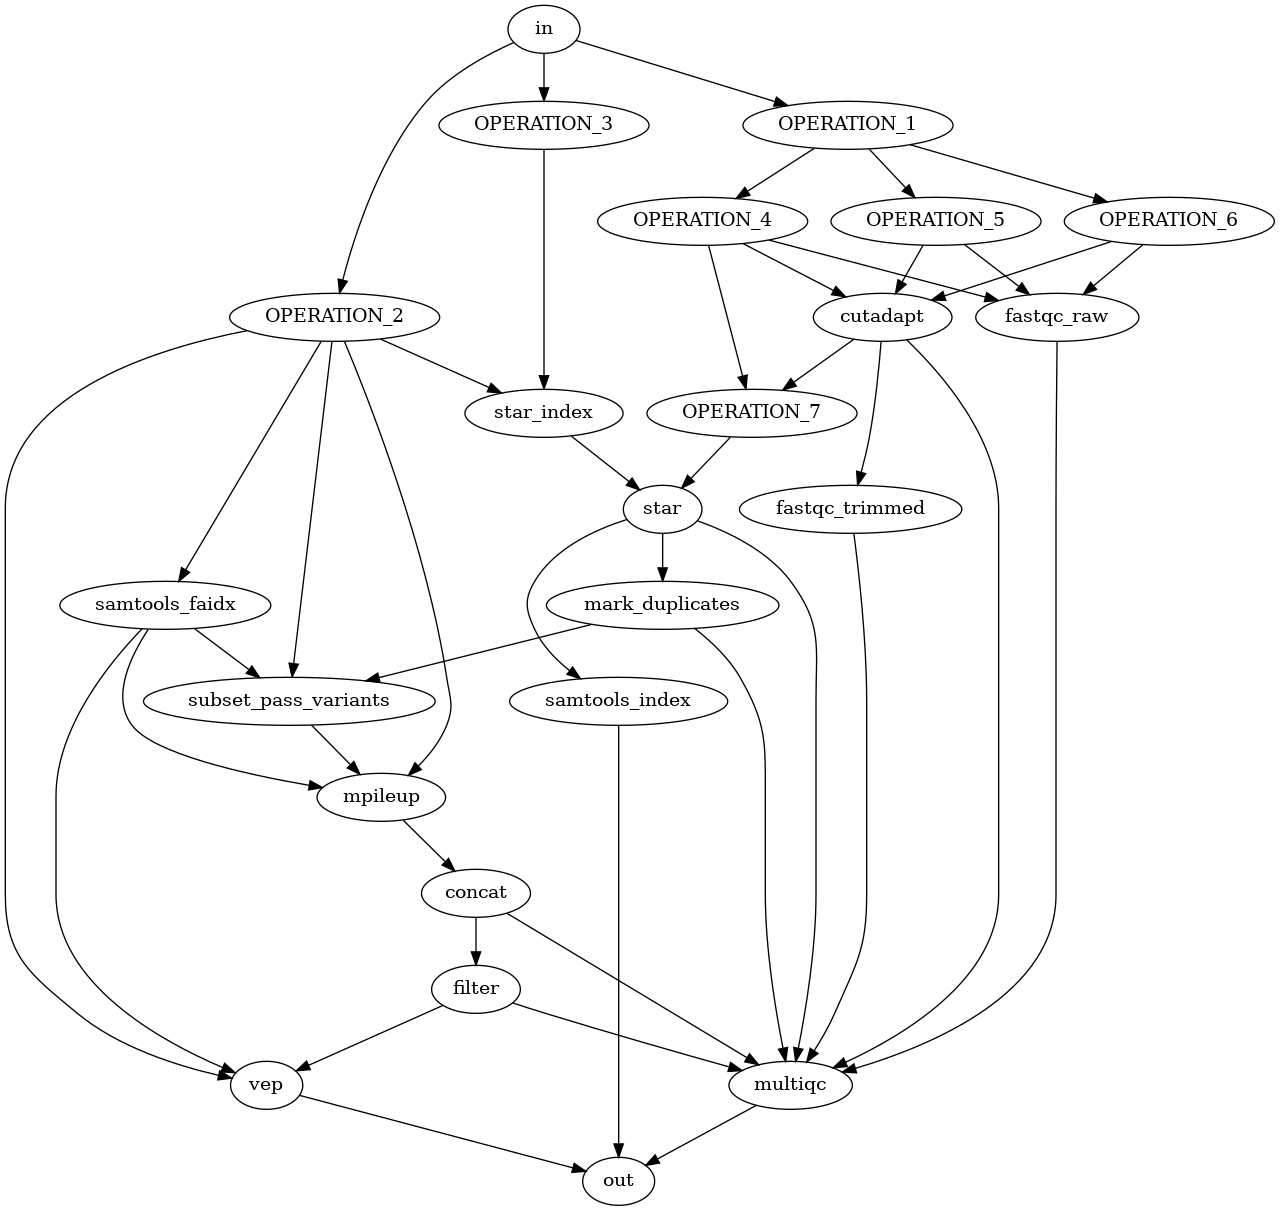 in
OPERATION_3
OPERATION_1
OPERATION_4
OPERATION_5
OPERATION_6
OPERATION_2
cutadapt
fastqc_raw
star_index
OPERATION_7
star
fastqc_trimmed
samtools_faidx
mark_duplicates
subset_pass_variants
samtools_index
mpileup
concat
filter
vep
multiqc
out